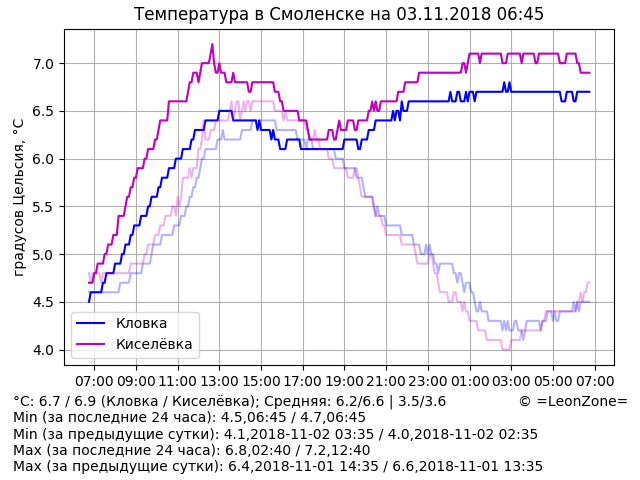 Температура в Смоленске на 03.11.2018 06:45
градусов Цельсия, °C
7.0
6.5
6.0
5.5
5.0
4.5
4.0
Кловка
Киселёвка
07:00 09:00 11:00 13:00 15:00 17:00 19:00 21:00 23:00 01:00 03:00 05:00 07:00
°C: 6.7 / 6.9 (Кловка / Киселёвка); Средняя: 6.2/6.6 | 3.5/3.6 © =LeonZone=
Min (за последние 24 часа): 4.5,06:45 / 4.7,06:45
Min (за предыдущие сутки): 4.1,2018-11-02 03:35 / 4.0,2018-11-02 02:35
Max (за последние 24 часа): 6.8,02:40 / 7.2,12:40
Max (за предыдущие сутки): 6.4,2018-11-01 14:35 / 6.6,2018-11-01 13:35